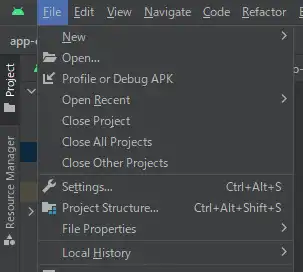 File Edit View Navigate Code Refactor
app-
New
Open...
Profile or Debug APK
Open Recent
Close Project
Close All Projects
Close Other Projects
Settings... Ctrl+Alt+S
Project Structure... Ctrl+Alt+Shift+S
File Properties
Local History
Project
Resource Manager